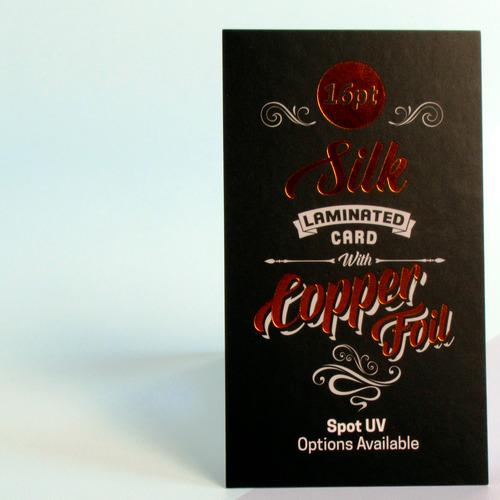 16pt
Silk
LAMINATED
CARD
With
Copper
Foil
Spot UV
Options Available